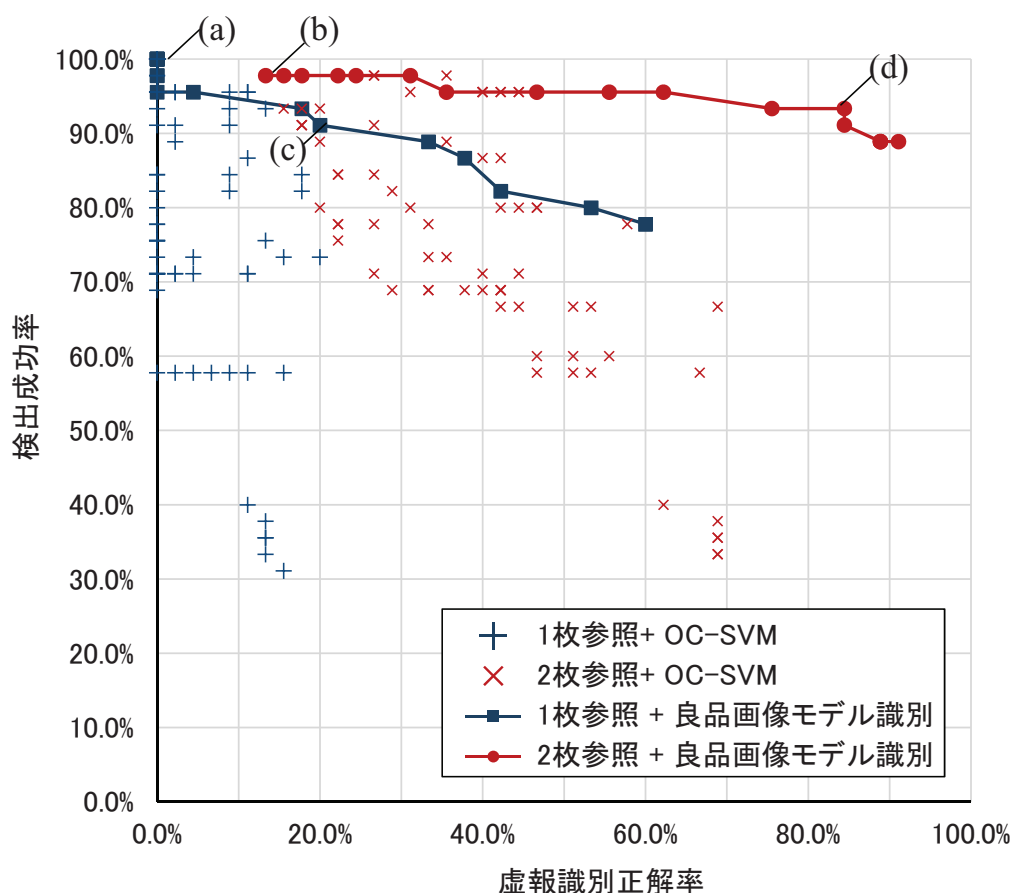 (a)
(b)
(c)
(d)
100.0%
90.0%
80.0%
70.0%
60.0%
50.0%
40.0%
30.0%
20.0%
10.0%
0.0%
検出成功率
1枚参照+ OC-SVM
2枚参照+ OC-SVM
1枚参照 + 良品画像モデル識別
2枚参照 + 良品画像モデル識別
0.0% 20.0% 40.0% 60.0% 80.0% 100.0%
虚報識別正解率